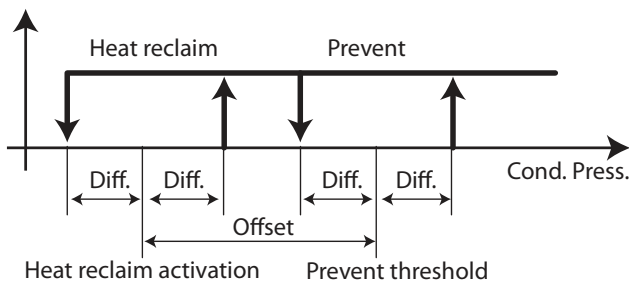 Heat reclaim Prevent
Cond. Press.
Diff. Diff. Diff. Diff.
Offset
Heat reclaim activation Prevent threshold